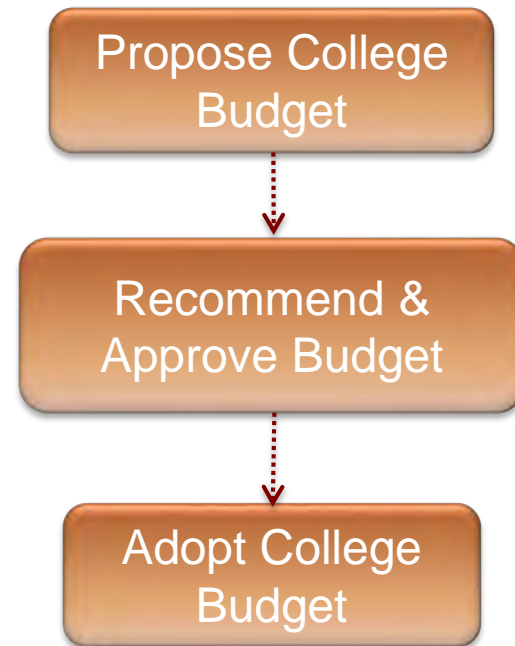 Propose College
Budget
Recommend &
Approve Budget
Adopt College
Budget